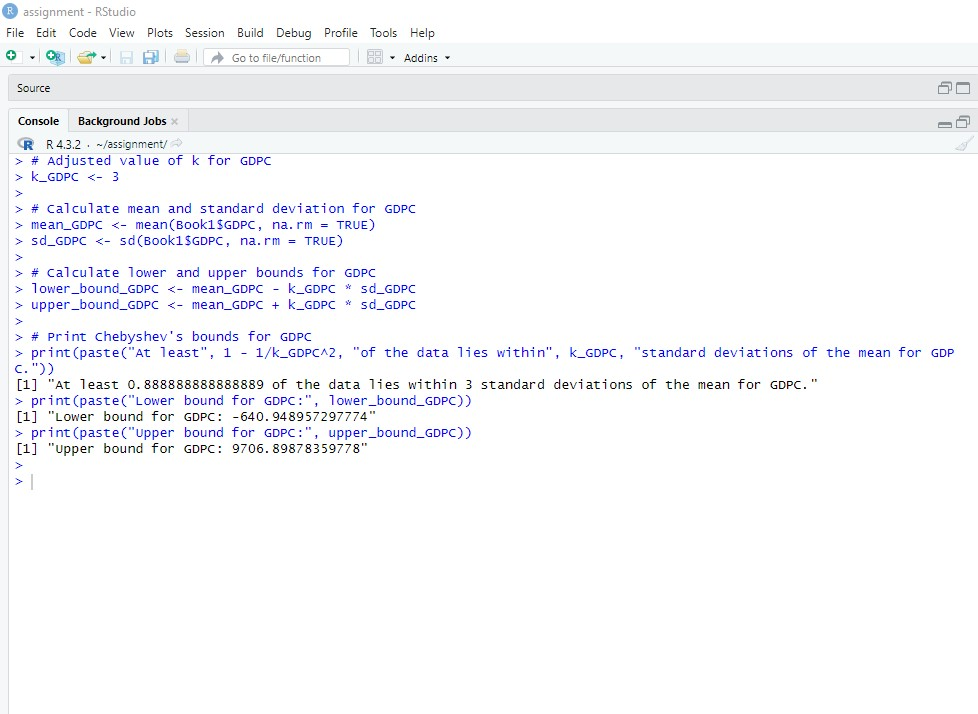 assignment - RStudio
File Edit Code View Plots Session Build Debug Profile Tools Help
Go to file/function Addins
Source
Console Background Jobs
R 4.3.2 · ~/assignment/
> # Adjusted value of k for GDPC
> k_GDPC <- 3
>
> # Calculate mean and standard deviation for GDPC
> mean_GDPC <- mean(Book1$GDPC, na.rm = TRUE)
> sd_GDPC <- sd(Book1$GDPC, na.rm = TRUE)
>
> # Calculate lower and upper bounds for GDPC
> lower_bound_GDPC <- mean_GDPC - k_GDPC * sd_GDPC
> upper_bound_GDPC <- mean_GDPC + k_GDPC * sd_GDPC
>
> # Print Chebyshev's bounds for GDPC
> print(paste("At least", 1 - 1/k_GDPC^2, "of the data lies within", k_GDPC, "standard deviations of the mean for GDP
C."))
[1] "At least 0.888888888888889 of the data lies within 3 standard deviations of the mean for GDPC."
> print(paste("Lower bound for GDPC:", lower_bound_GDPC))
[1] "Lower bound for GDPC: -640.948957297774"
> print(paste("Upper bound for GDPC:", upper_bound_GDPC))
[1] "Upper bound for GDPC: 9706.89878359778"
>
>